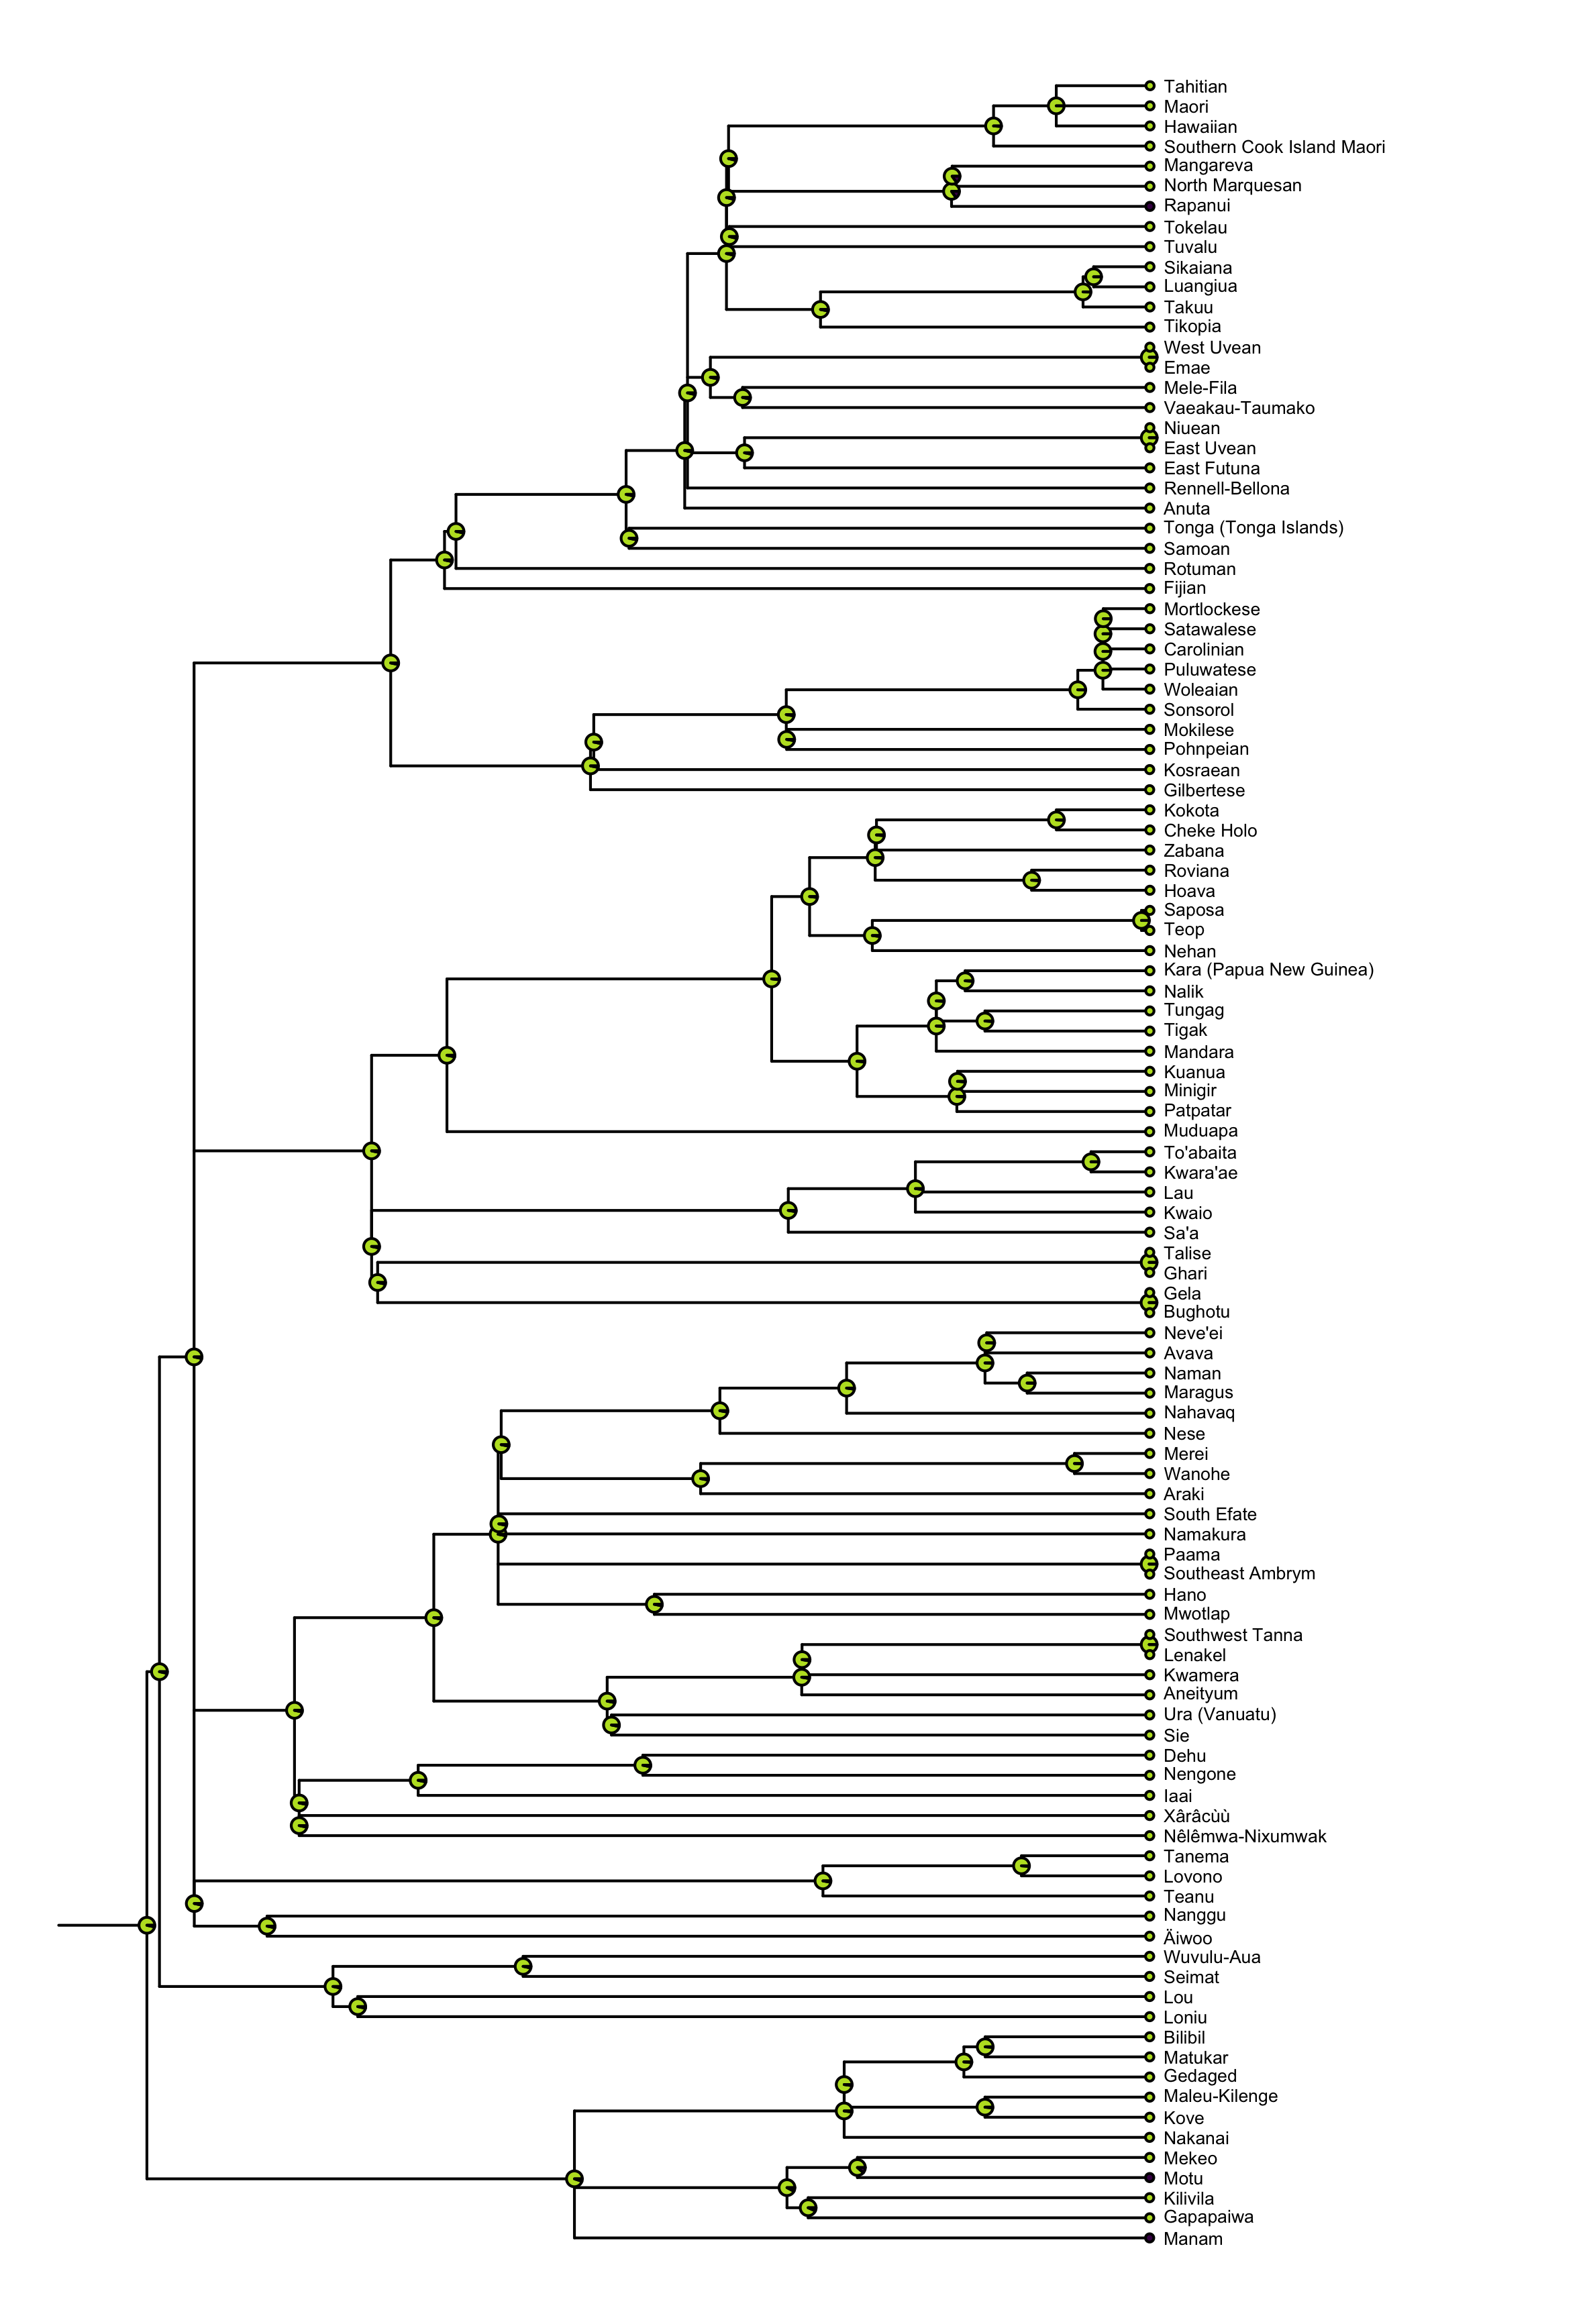 Tahitian
Maori
Hawaiian
Southern Cook Island Maori
Mangareva
North Marquesan
Rapanui
Tokelau
Tuvalu
Sikaiana
Luangiua
Takuu
Tikopia
West Uvean
Emae
Mele-Fila
Vaeakau-Taumako
Niuean
East Uvean
East Futuna
Rennell-Bellona
Anuta
Tonga (Tonga Islands)
Samoan
Rotuman
Fijian
Mortlockese
Satawalese
Carolinian
Puluwatese
Woleaian
Sonsorol
Mokilese
Pohnpeian
Kosraean
Gilbertese
Kokota
Cheke Holo
Zabana
Roviana
Hoava
Saposa
Teop
Nehan
Kara (Papua New Guinea)
Nalik
Tungag
Tigak
Mandara
Kuanua
Minigir
Patpatar
Muduapa
To'abaita
Kwara'ae
Lau
Kwaio
Sa'a
Talise
Ghari
Gela
Bughotu
Neve'ei
Avava
Naman
Maragus
Nahavaq
Nese
Merei
Wanohe
Araki
South Efate
Namakura
Paama
Southeast Ambrym
Hano
Mwotlap
Southwest Tanna
Lenakel
Kwamera
Aneityum
Ura (Vanuatu)
Sie
Dehu
Nengone
Iaai
Xârâcùù
Nêlêmwa-Nixumwak
Tanema
Lovono
Teanu
Nanggu
Äiwoo
Wuvulu-Aua
Seimat
Lou
Loniu
Bilibil
Matukar
Gedaged
Maleu-Kilenge
Kove
Nakanai
Mekeo
Motu
Kilivila
Gapapaiwa
Manam